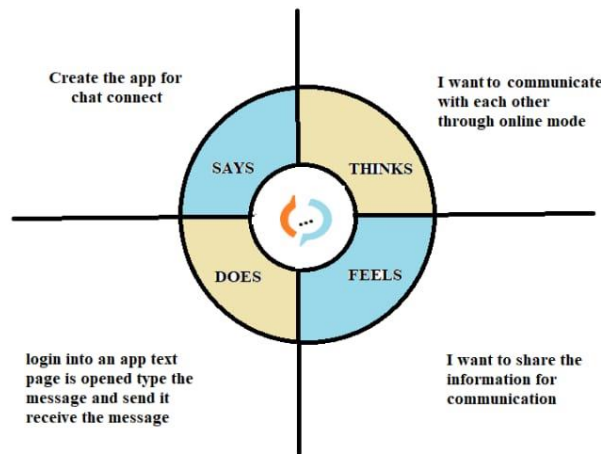 Create the app for
chat connect
I want to communicate
with each other
through online mode
SAYS
THINKS
...
DOES
FEELS
login into an app text
page is opened type the
message and send it
receive the message
I want to share the
information for
communication